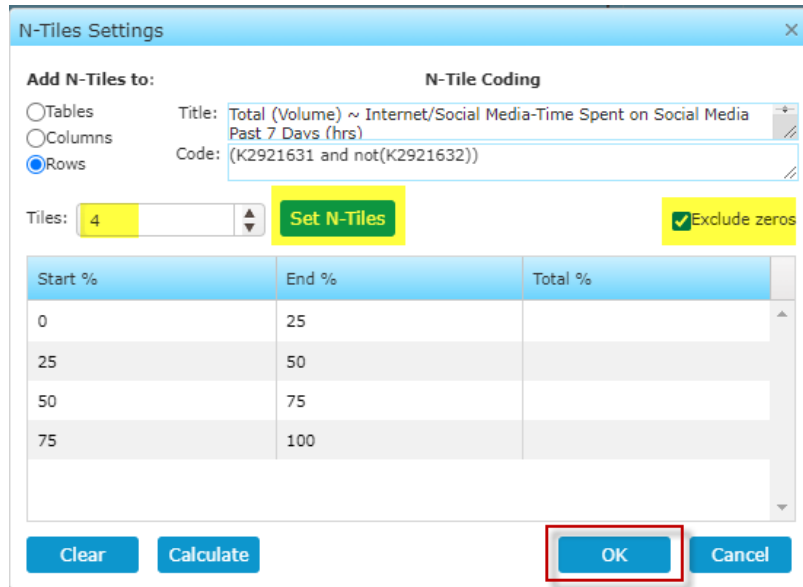 N-Tiles Settings
Add N-Tiles to:
N-Tile Coding
Tables
Columns
Rows
Title: Total (Volume) ~ Internet/Social Media-Time Spent on Social Media
Past 7 Days (hrs)
Code: (K2921631 and not(K2921632))
Tiles: 4
Set N-Tiles
Exclude zeros
Start % End % Total %
0 25
25 50
50 75
75 100
Clear Calculate OK Cancel